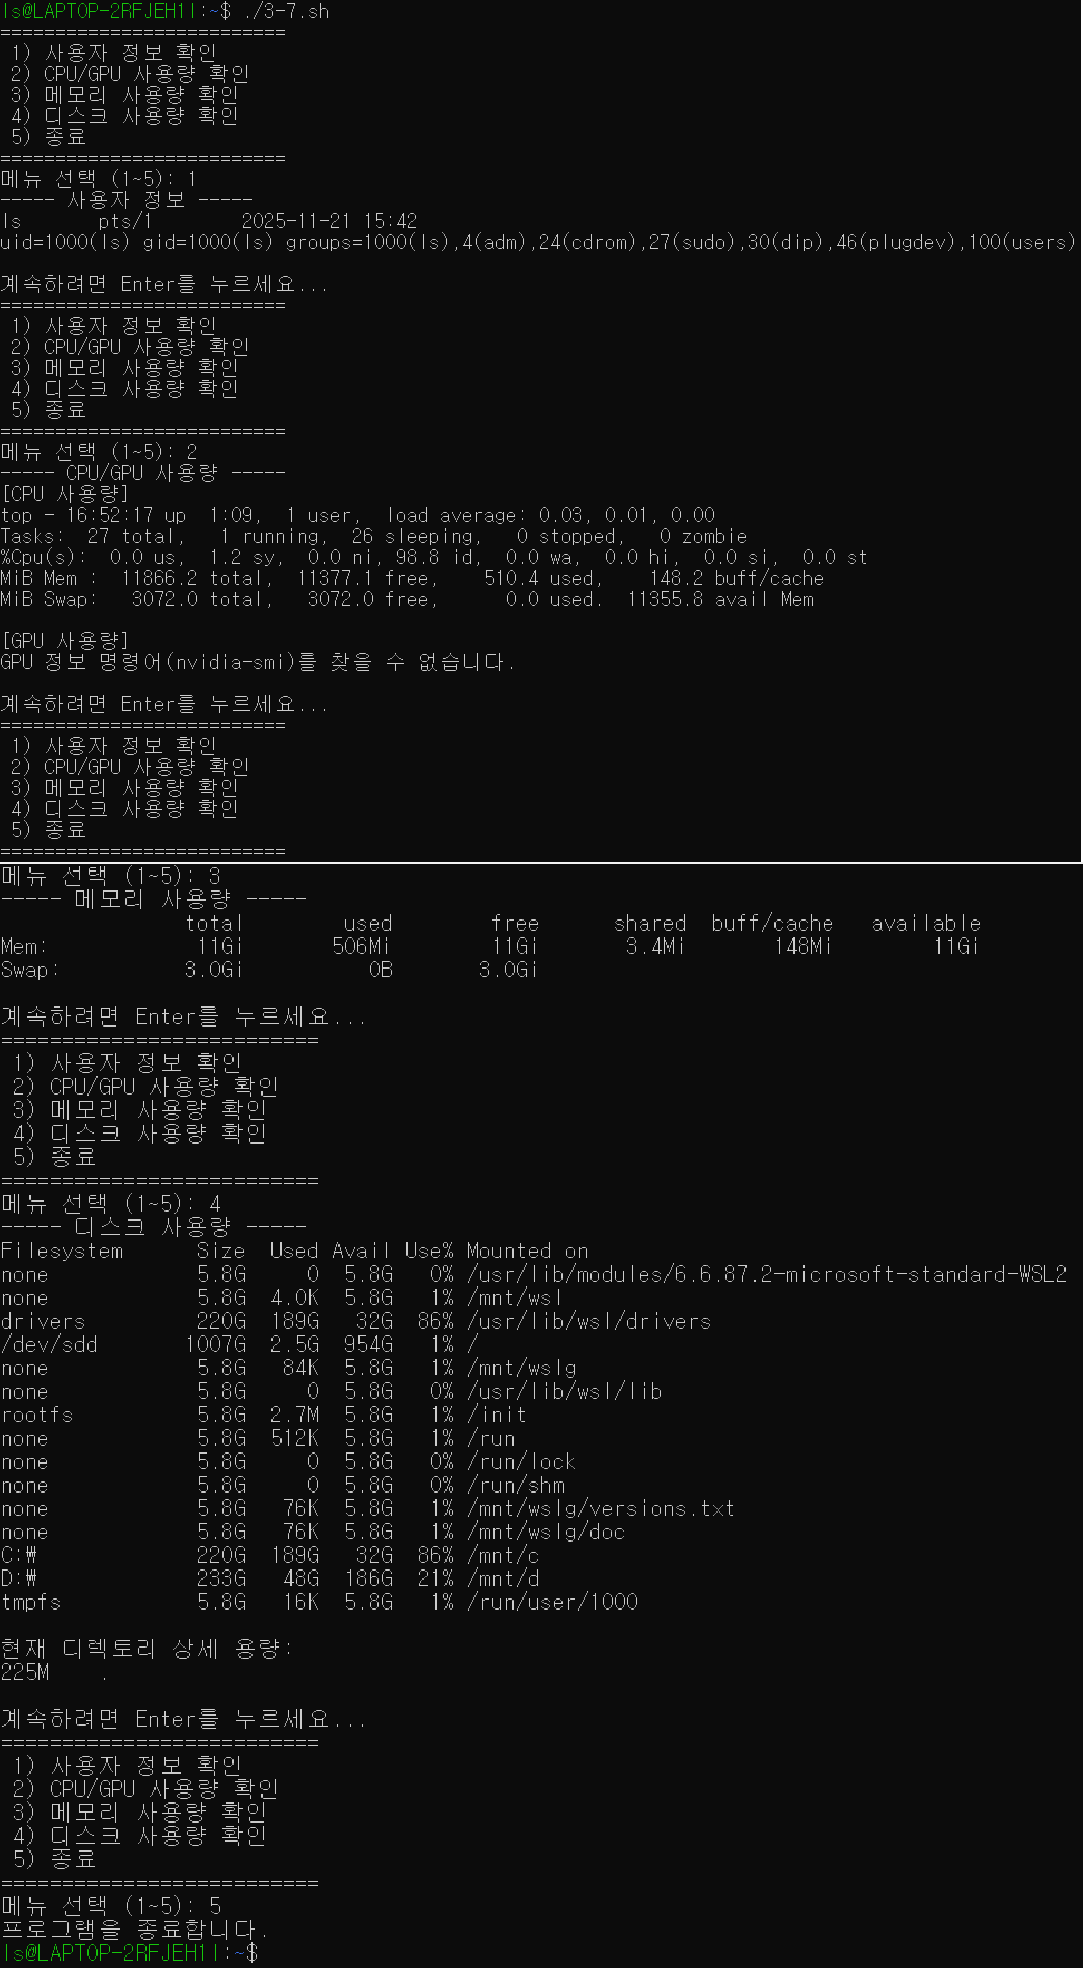 ls@LAPTOP-2RFJEH1I:~$ ./3-7.sh
==========================
 1) 사용자 정보 확인
 2) CPU/GPU 사용량 확인
 3) 메모리 사용량 확인
 4) 디스크 사용량 확인
 5) 종료
==========================
메뉴 선택 (1~5): 1
----- 사용자 정보 -----
ls       pts/1        2025-11-21 15:42
uid=1000(ls) gid=1000(ls) groups=1000(ls),4(adm),24(cdrom),27(sudo),30(dip),46(plugdev),100(users)

계속하려면 Enter를 누르세요...
==========================
 1) 사용자 정보 확인
 2) CPU/GPU 사용량 확인
 3) 메모리 사용량 확인
 4) 디스크 사용량 확인
 5) 종료
==========================
메뉴 선택 (1~5): 2
----- CPU/GPU 사용량 -----
[CPU 사용량]
top - 16:52:17 up  1:09,  1 user,  load average: 0.03, 0.01, 0.00
Tasks:  27 total,   1 running,  26 sleeping,   0 stopped,   0 zombie
%Cpu(s):  0.0 us,  1.2 sy,  0.0 ni, 98.8 id,  0.0 wa,  0.0 hi,  0.0 si,  0.0 st
MiB Mem :  11866.2 total,  11377.1 free,    510.4 used,    148.2 buff/cache
MiB Swap:   3072.0 total,   3072.0 free,      0.0 used.  11355.8 avail Mem

[GPU 사용량]
GPU 정보 명령어(nvidia-smi)를 찾을 수 없습니다.

계속하려면 Enter를 누르세요...
==========================
 1) 사용자 정보 확인
 2) CPU/GPU 사용량 확인
 3) 메모리 사용량 확인
 4) 디스크 사용량 확인
 5) 종료
==========================
메뉴 선택 (1~5): 3
----- 메모리 사용량 -----
               total        used        free      shared  buff/cache   available
Mem:            11Gi       506Mi        11Gi       3.4Mi       148Mi        11Gi
Swap:          3.0Gi          0B       3.0Gi

계속하려면 Enter를 누르세요...
==========================
 1) 사용자 정보 확인
 2) CPU/GPU 사용량 확인
 3) 메모리 사용량 확인
 4) 디스크 사용량 확인
 5) 종료
==========================
메뉴 선택 (1~5): 4
----- 디스크 사용량 -----
Filesystem      Size  Used Avail Use% Mounted on
none            5.8G     0  5.8G   0% /usr/lib/modules/6.6.87.2-microsoft-standard-WSL2
none            5.8G  4.0K  5.8G   1% /mnt/wsl
drivers         220G  189G   32G  86% /usr/lib/wsl/drivers
/dev/sdd       1007G  2.5G  954G   1% /
none            5.8G   84K  5.8G   1% /mnt/wslg
none            5.8G     0  5.8G   0% /usr/lib/wsl/lib
rootfs          5.8G  2.7M  5.8G   1% /init
none            5.8G  512K  5.8G   1% /run
none            5.8G     0  5.8G   0% /run/lock
none            5.8G     0  5.8G   0% /run/shm
none            5.8G   76K  5.8G   1% /mnt/wslg/versions.txt
none            5.8G   76K  5.8G   1% /mnt/wslg/doc
C:₩             220G  189G   32G  86% /mnt/c
D:₩             233G   48G  186G  21% /mnt/d
tmpfs           5.8G   16K  5.8G   1% /run/user/1000

현재 디렉토리 상세 용량:
225M    .

계속하려면 Enter를 누르세요...
==========================
 1) 사용자 정보 확인
 2) CPU/GPU 사용량 확인
 3) 메모리 사용량 확인
 4) 디스크 사용량 확인
 5) 종료
==========================
메뉴 선택 (1~5): 5
프로그램을 종료합니다.
ls@LAPTOP-2RFJEH1I:~$